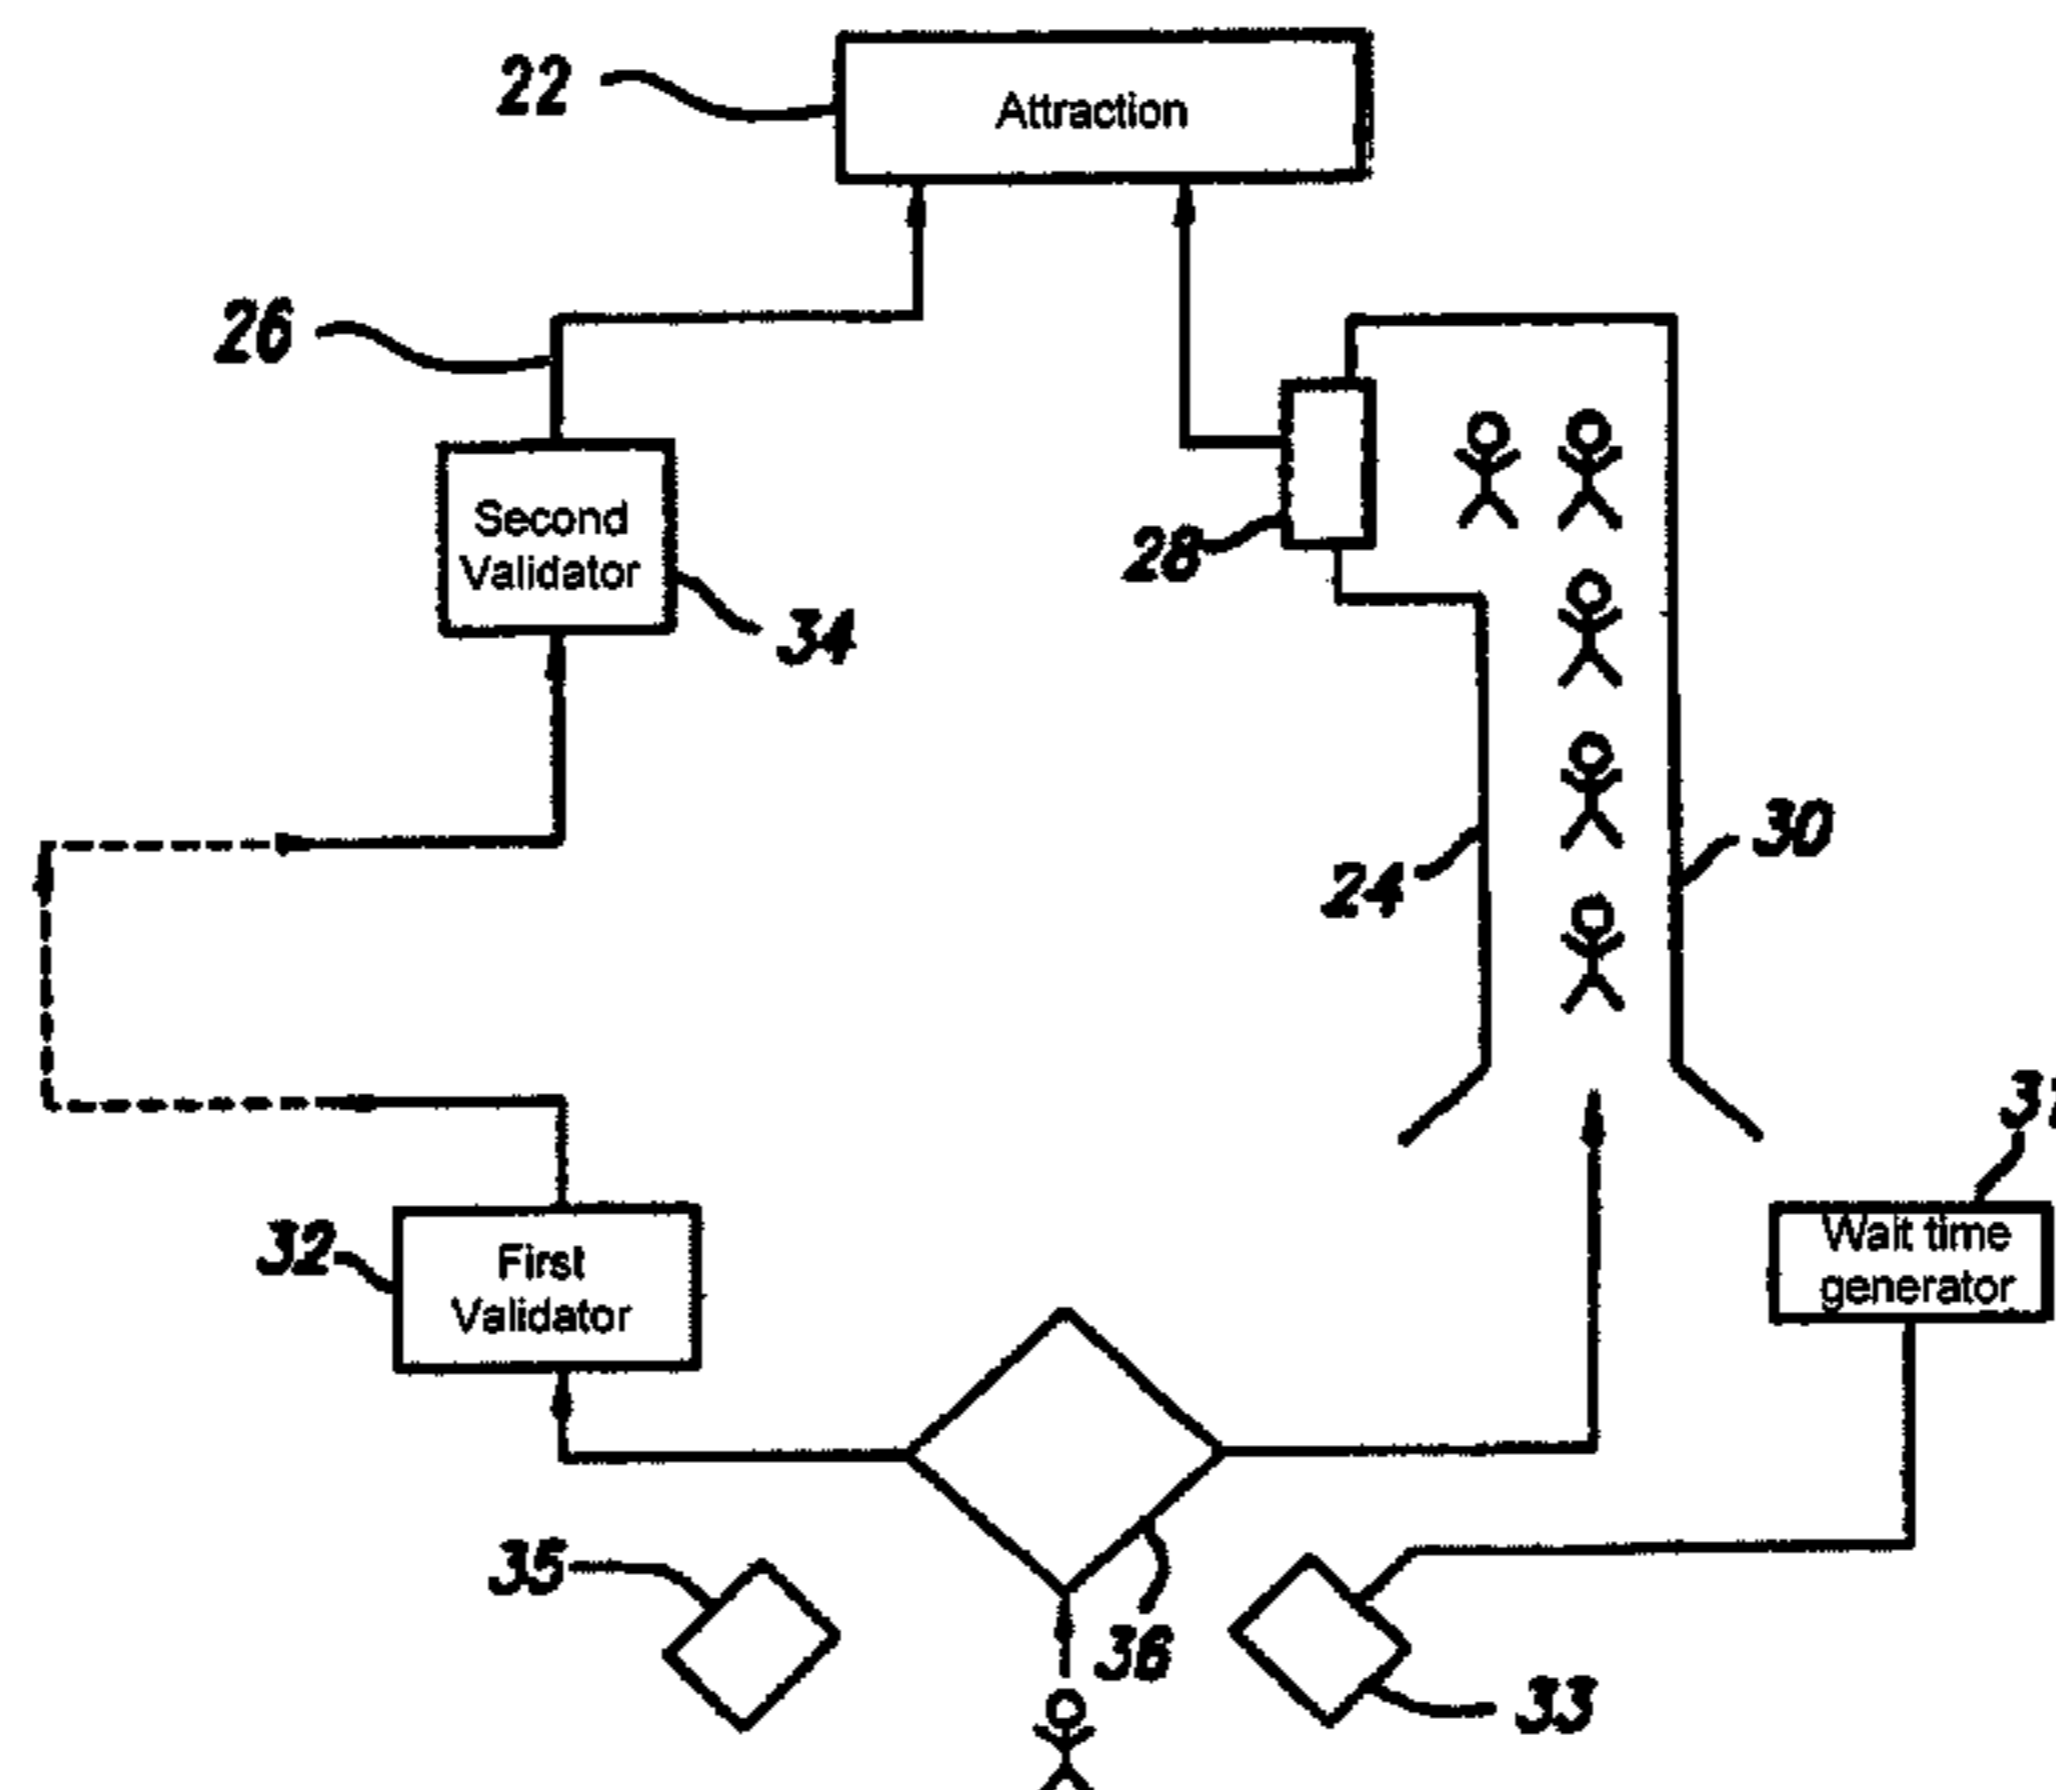 22
Attraction
26
Second
Validator
34
28
24
30
32
First
Validator
Wait time
generator
35
36
33